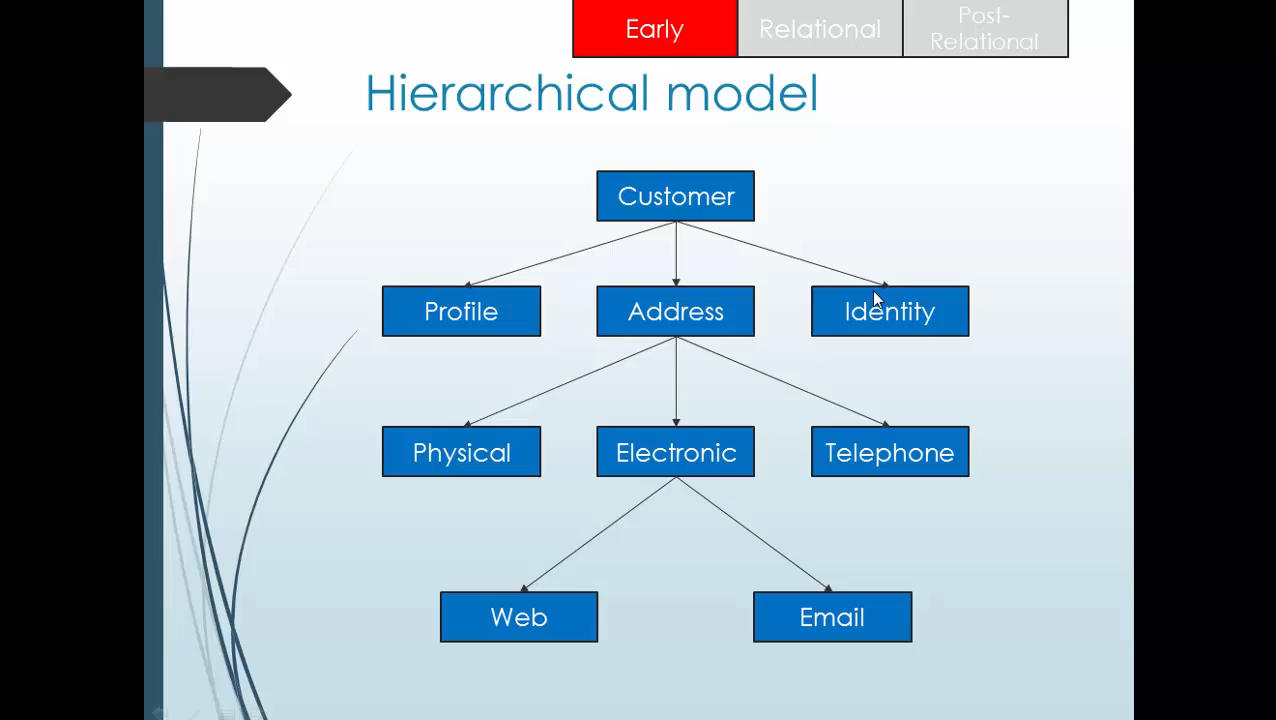 Early
Relational
Post-
Relational
Hierarchical model
Customer
Profile
Address
Identity
Physical
Electronic
Telephone
Web
Email